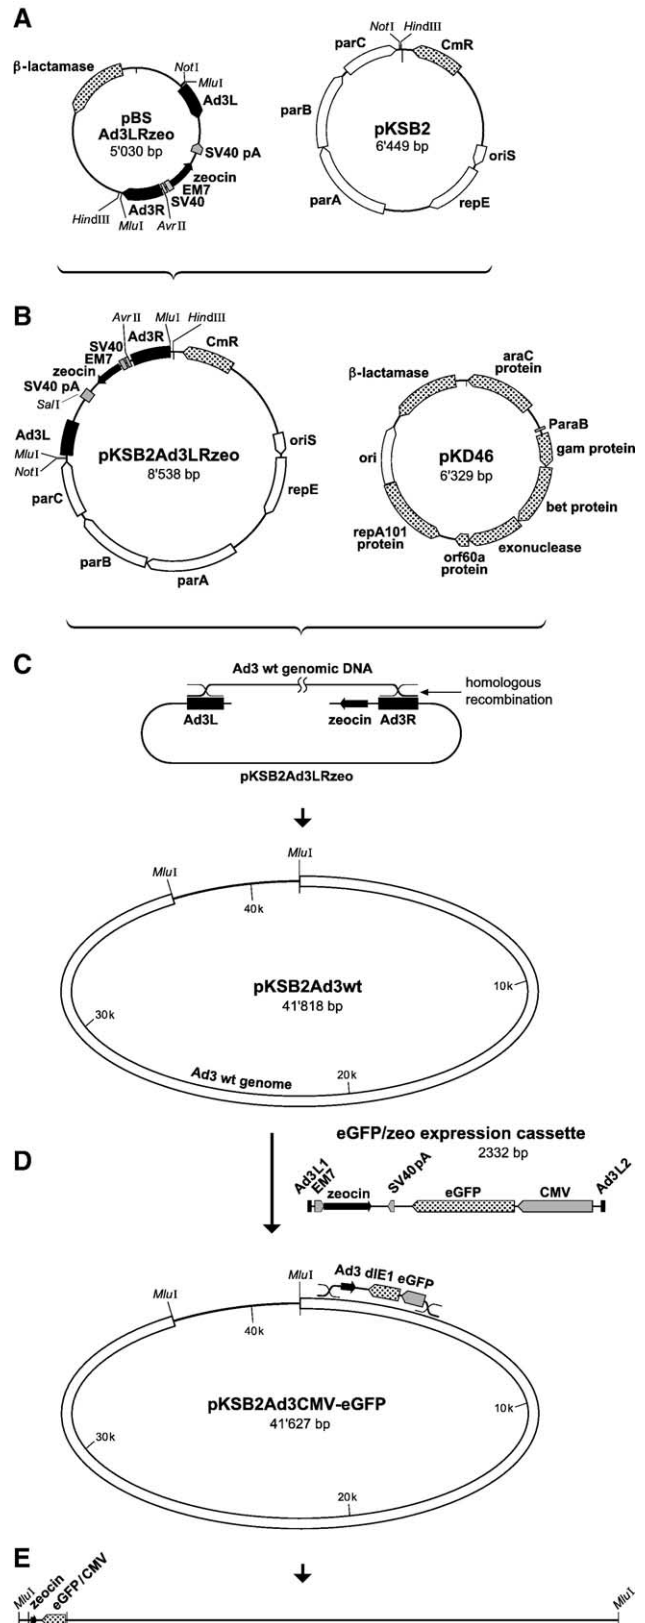 A
β-lactamase
NotI
MluI
Ad3L
pBS
Ad3LRzeo
5'030 bp
SV40 pA
zeocin
EM7
SV40
Ad3R
HindIII
MluI
AvrII
NotI
HindIII
parC
CmR
parB
pKSB2
6'449 bp
oriS
parA
repE
B
AvrII
MluI
HindIII
SV40
Ad3R
EM7
CmR
zeocin
SV40 pA
SalI
Ad3L
MluI
NotI
pKSB2Ad3LRzeo
8'538 bp
oriS
repE
parC
parB
parA
araC
protein
β-lactamase
ParaB
gam protein
ori
pKD46
6'329 bp
bet protein
repA101
protein
exonuclease
orf60a
protein
C
Ad3 wt genomic DNA
homologous
recombination
Ad3L
zeocin
Ad3R
pKSB2Ad3LRzeo
MluI
MluI
40k
pKSB2Ad3wt
41'818 bp
10k
30k
20k
Ad3 wt genome
D
eGFP/zeo expression cassette
2332 bp
Ad3L1
EM7
zeocin
SV40pA
eGFP
CMV
Ad3L2
MluI
MluI
Ad3 dlE1 eGFP
40k
pKSB2Ad3CMV-eGFP
41'627 bp
10k
30k
20k
E
MluI
zeocin
eGFP/CMV
MluI